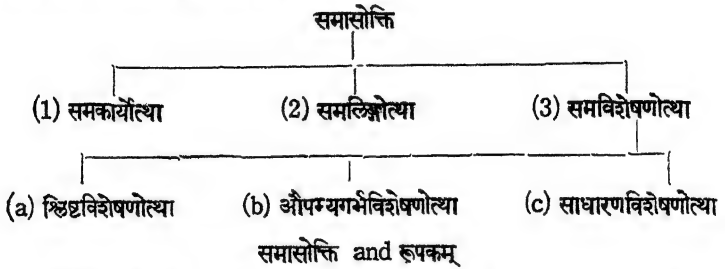 समासोक्ति
(1) समकार्योत्था (2) समलिङ्गोत्था (3) समविशेषणोत्था
(a) श्लिष्टविशेषणोत्था (b) औपम्यगर्भविशेषणोत्था (c) साधारणविशेषणोत्था
समासोक्ति and रूपकम्